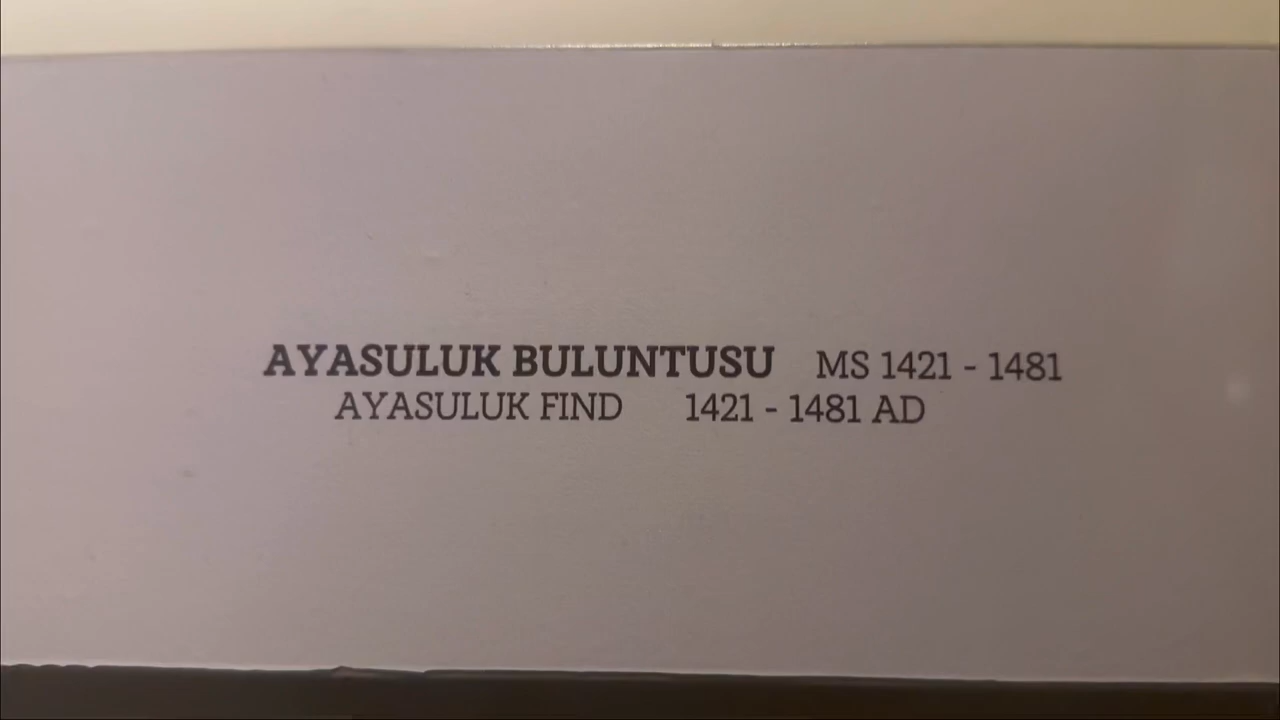 AYASULUK BULUNTUSU MS 1421 - 1481
AYASULUK FIND 1421 - 1481 AD